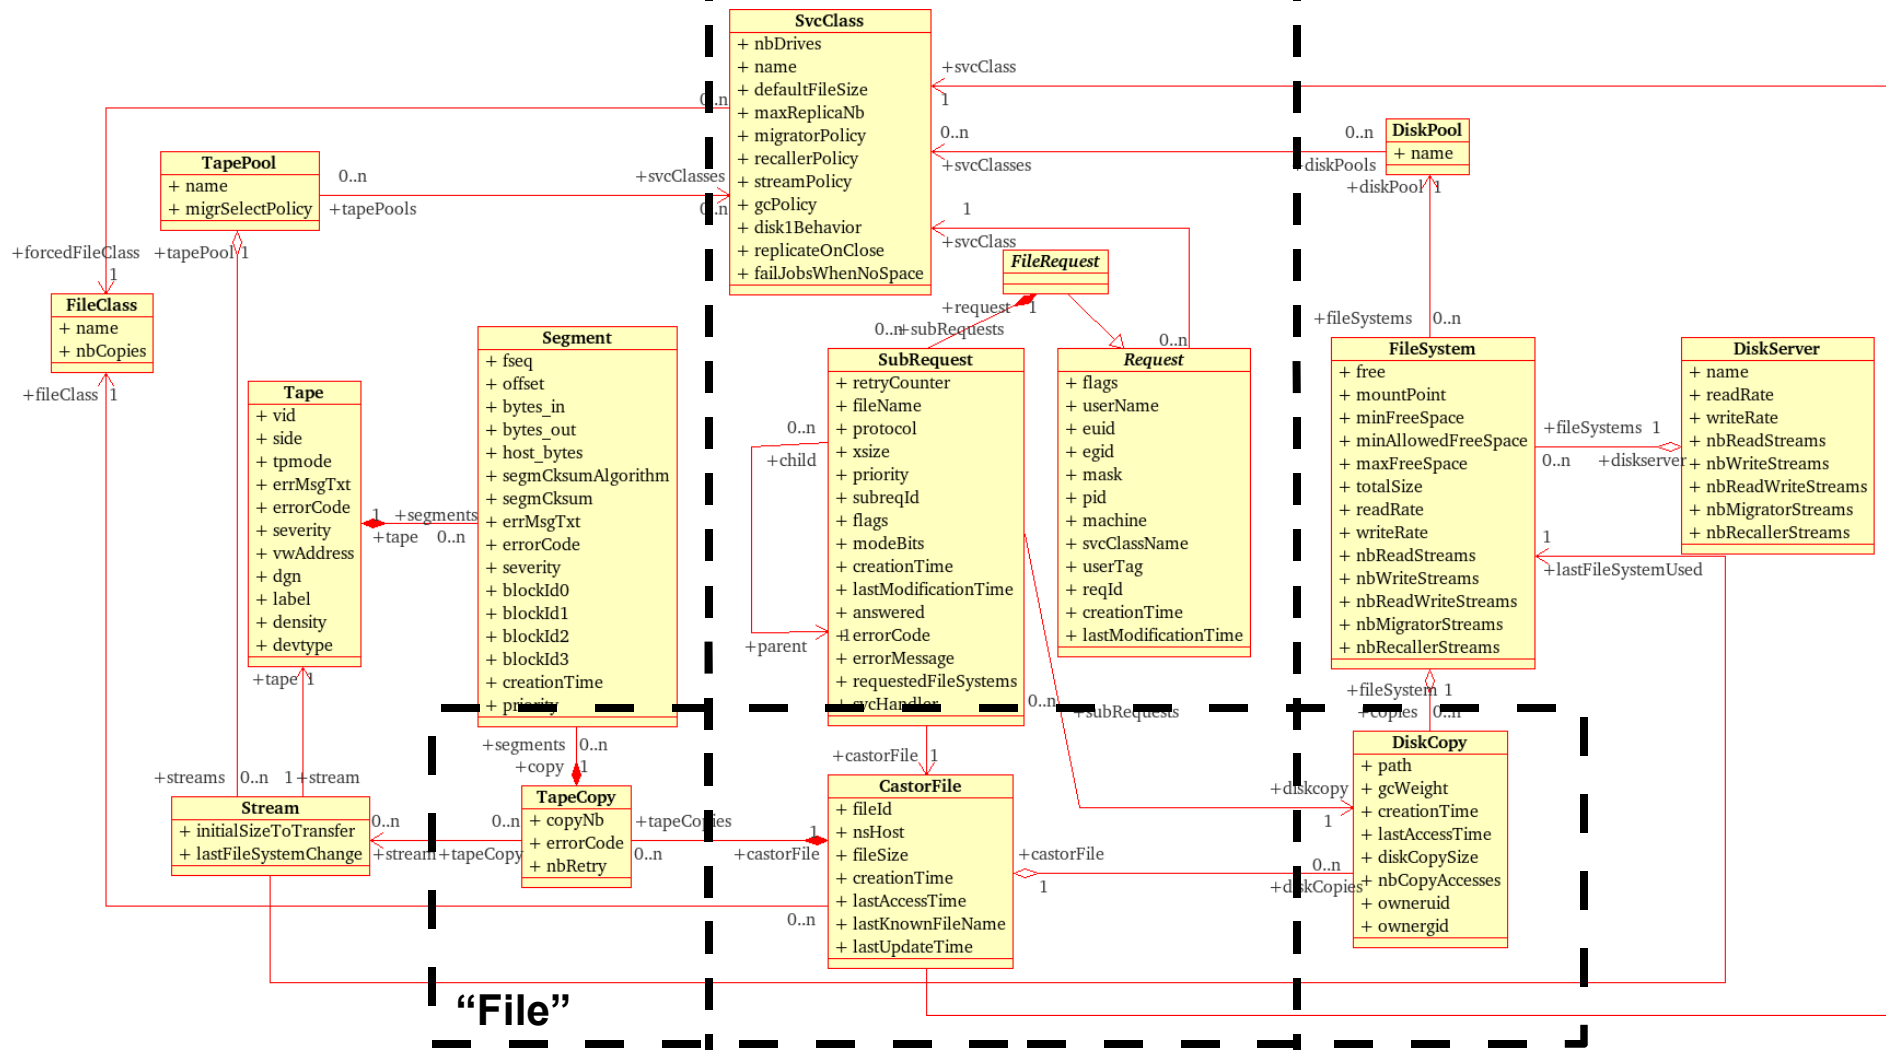 SvcClass
+ nbDrives
+ name
+ defaultFileSize
+ maxReplicaNb
+ migratorPolicy
+ recallerPolicy
+ streamPolicy
+ gcPolicy
+ disk1Behavior
+ replicateOnClose
+ failJobsWhenNoSpace
+svcClass
1
0..n
+svcClasses
0..n
+diskPools
DiskPool
+ name
+diskPool 1
0..n
TapePool
+ name
+ migrSelectPolicy
0..n
+tapePools
+svcClasses
0..n
1
+svcClass
+forcedFileClass
1
+tapePool 1
FileClass
+ name
+ nbCopies
+fileClass 1
FileRequest
+request 1
0..n +subRequests
0..n
+fileSystems 0..n
Segment
+ fseq
+ offset
+ bytes_in
+ bytes_out
+ host_bytes
+ segmCksumAlgorithm
+ segmCksum
+ errMsgTxt
+ errorCode
+ severity
+ blockId0
+ blockId1
+ blockId2
+ blockId3
+ creationTime
+ priority
Tape
+ vid
+ side
+ tpmode
+ errMsgTxt
+ errorCode
+ severity
+ vwAddress
+ dgn
+ label
+ density
+ devtype
1 +segments
+tape 0..n
+tape 1
SubRequest
+ retryCounter
+ fileName
+ protocol
+ xsize
+ priority
+ subreqId
+ flags
+ modeBits
+ creationTime
+ lastModificationTime
+ answered
+ errorCode
+ errorMessage
+ requestedFileSystems
+ svcHandler
0..n
+child
1
+parent
Request
+ flags
+ userName
+ euid
+ egid
+ mask
+ pid
+ machine
+ svcClassName
+ userTag
+ reqId
+ creationTime
+ lastModificationTime
0..n
+subRequests
FileSystem
+ free
+ mountPoint
+ minFreeSpace
+ minAllowedFreeSpace
+ maxFreeSpace
+ totalSize
+ readRate
+ writeRate
+ nbReadStreams
+ nbWriteStreams
+ nbReadWriteStreams
+ nbMigratorStreams
+ nbRecallerStreams
+fileSystems 1
0..n +diskserver
1
+lastFileSystemUsed
DiskServer
+ name
+ readRate
+ writeRate
+ nbReadStreams
+ nbWriteStreams
+ nbReadWriteStreams
+ nbMigratorStreams
+ nbRecallerStreams
+fileSystem 1
+copies 0..n
+segments 0..n
+copy 1
+castorFile 1
+streams 0..n 1 +stream
Stream
+ initialSizeToTransfer
+ lastFileSystemChange
0..n
+stream
0..n
+tapeCopy
TapeCopy
+ copyNb
+ errorCode
+ nbRetry
+tapeCopies
0..n
1
+castorFile
CastorFile
+ fileId
+ nsHost
+ fileSize
+ creationTime
+ lastAccessTime
+ lastKnownFileName
+ lastUpdateTime
0..n
+castorFile
1
+diskcopy
1
0..n
+diskCopies
DiskCopy
+ path
+ gcWeight
+ creationTime
+ lastAccessTime
+ diskCopySize
+ nbCopyAccesses
+ owneruid
+ ownergid
“File”